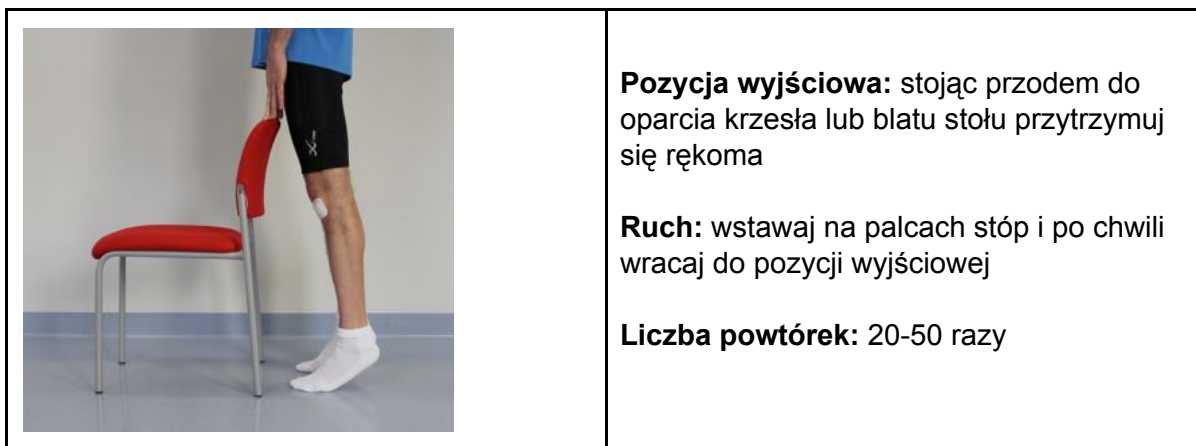 Pozycja wyjściowa: stojąc przodem do
oparcia krzesła lub blatu stołu przytrzymuj
się rękoma
Ruch: wstawaj na palcach stóp i po chwili
wracaj do pozycji wyjściowej
Liczba powtórek: 20-50 razy